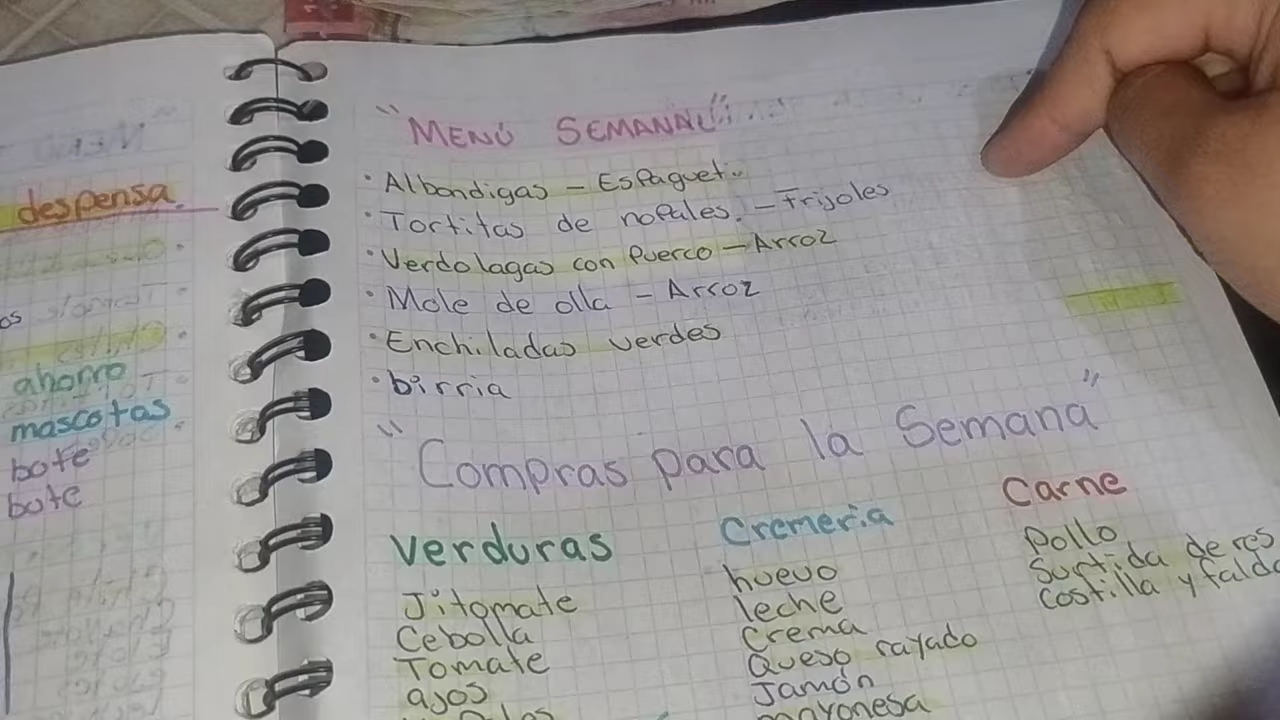 despensa.
os
ahorro
mascotas
bote
bote
"MENÚ SEMANAL"
· Albondigas - Espagueti
· Tortitas de nopales. - Frijoles
· Verdolagas con Puerco - Arroz
· Mole de olla - Arroz
· Enchiladas verdes
· birria
"Compras para la Semana"
Verduras
Jitomate
Cebolla
Tomate
ajos
Cremeria
huevo
leche
Crema
Queso rayado
Jamón
mayonesa
Carne
Pollo
Surtida de res
Costilla y falda